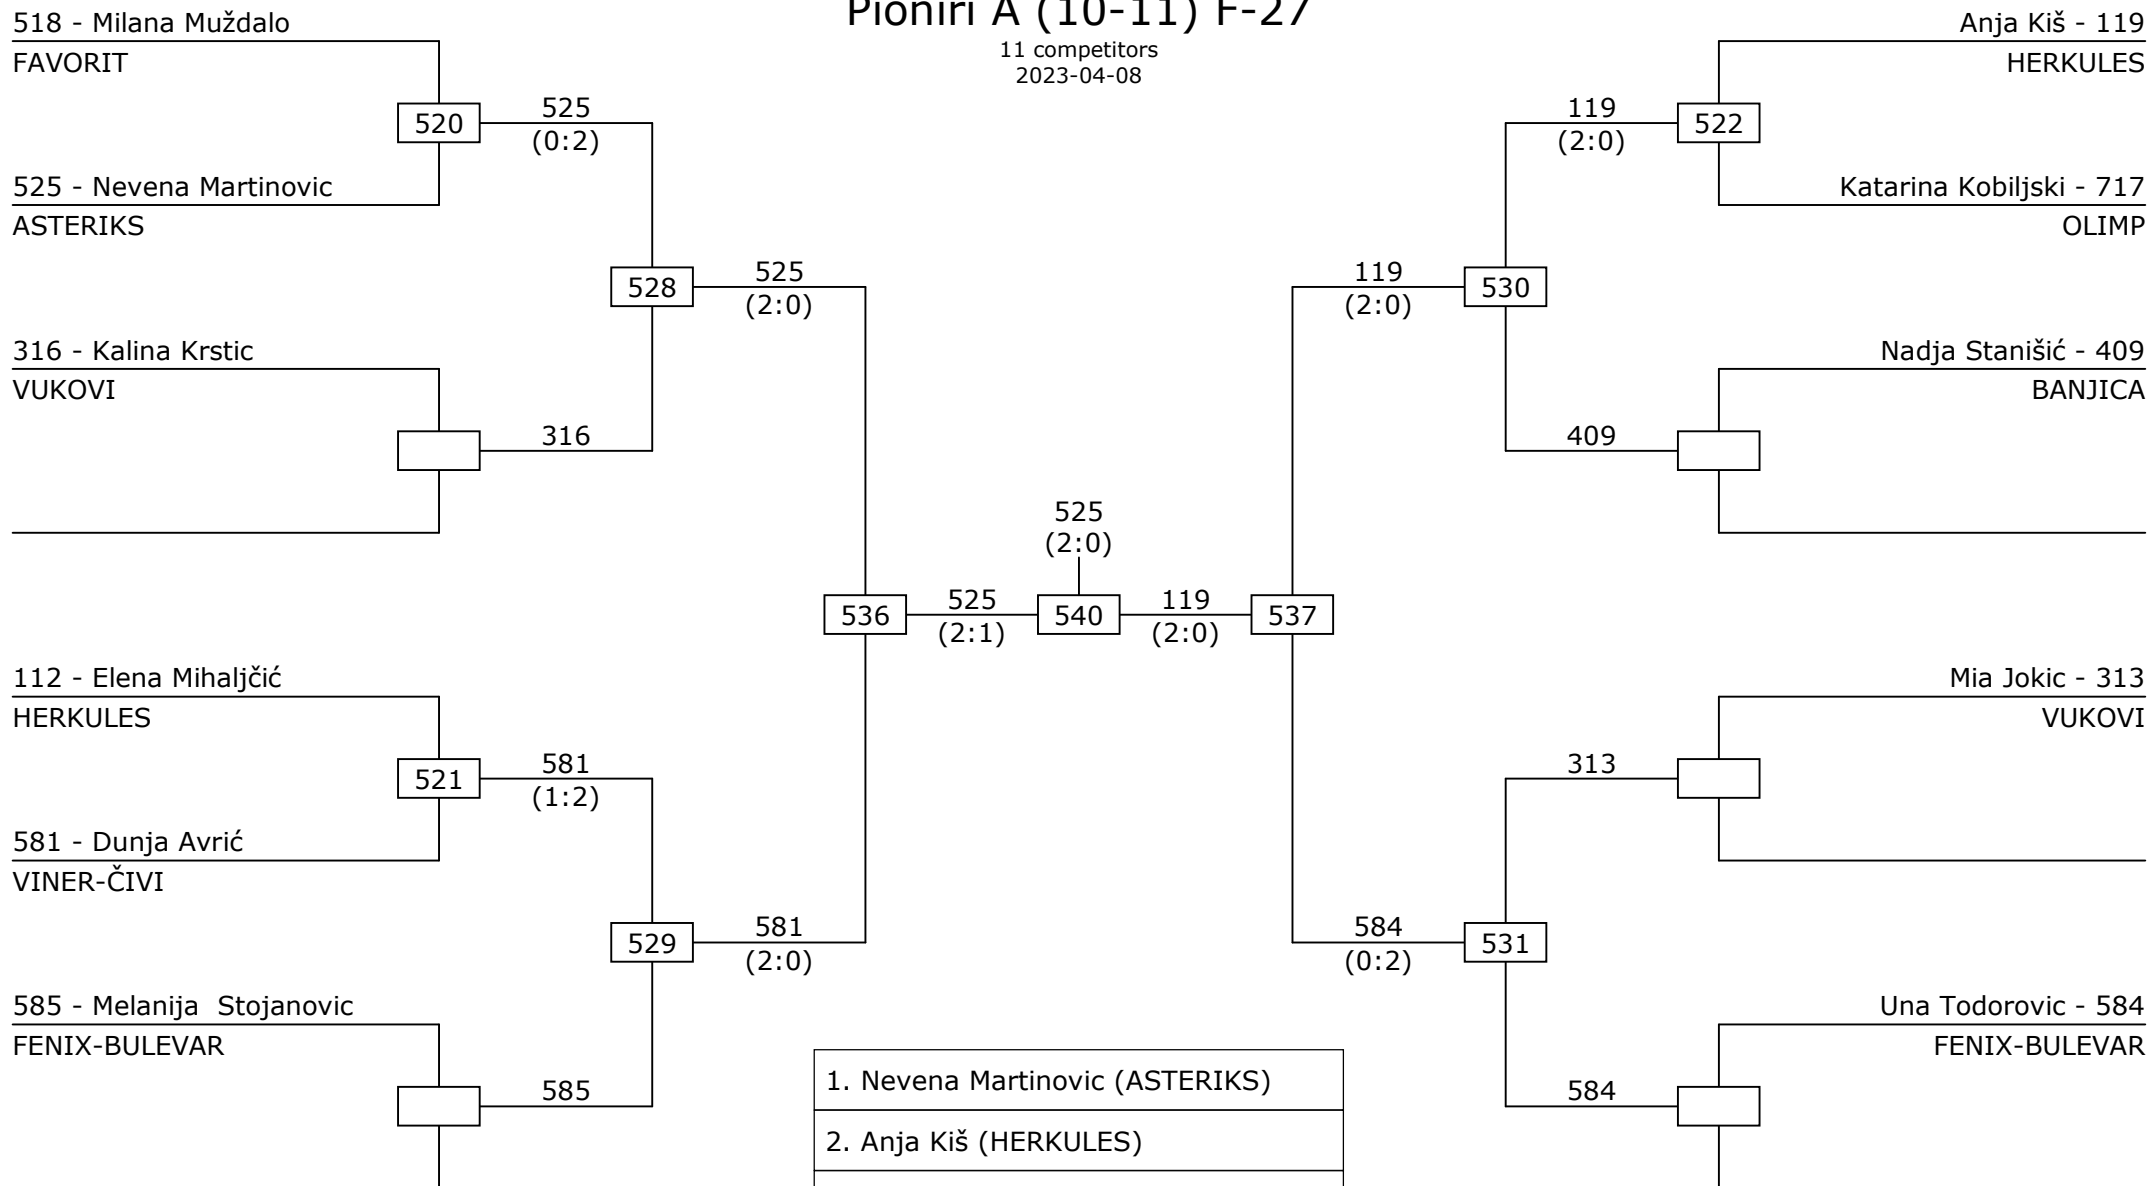 Pioniri A (10-11) F-27
11 competitors
2023-04-08
518 - Milana Muždalo
FAVORIT
520
525
(0:2)
525 - Nevena Martinovic
ASTERIKS
528
525
(2:0)
316 - Kalina Krstic
VUKOVI
316
112 - Elena Mihaljčić
HERKULES
521
581
(1:2)
581 - Dunja Avrić
VINER-ČIVI
529
581
(2:0)
585 - Melanija  Stojanovic
FENIX-BULEVAR
585
536
525
(2:1)
525
(2:0)
540
119
(2:0)
537
Anja Kiš - 119
HERKULES
119
(2:0)
522
Katarina Kobiljski - 717
OLIMP
119
(2:0)
530
Nadja Stanišić - 409
BANJICA
409
Mia Jokic - 313
VUKOVI
313
584
(0:2)
531
Una Todorovic - 584
FENIX-BULEVAR
584
1. Nevena Martinovic (ASTERIKS)
2. Anja Kiš (HERKULES)